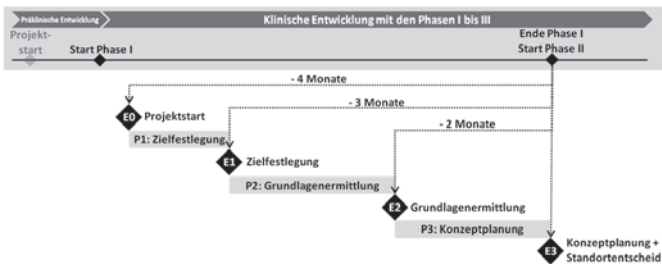 Präklinische Entwicklung
Klinische Entwicklung mit den Phasen I bis III
Projekt-
start
Start Phase I
Ende Phase I
Start Phase II
- 4 Monate
- 3 Monate
- 2 Monate
E0 Projektstart
P1: Zielfestlegung
E1 Zielfestlegung
P2: Grundlagenermittlung
E2 Grundlagenermittlung
P3: Konzeptplanung
E3 Konzeptplanung +
Standortentscheid